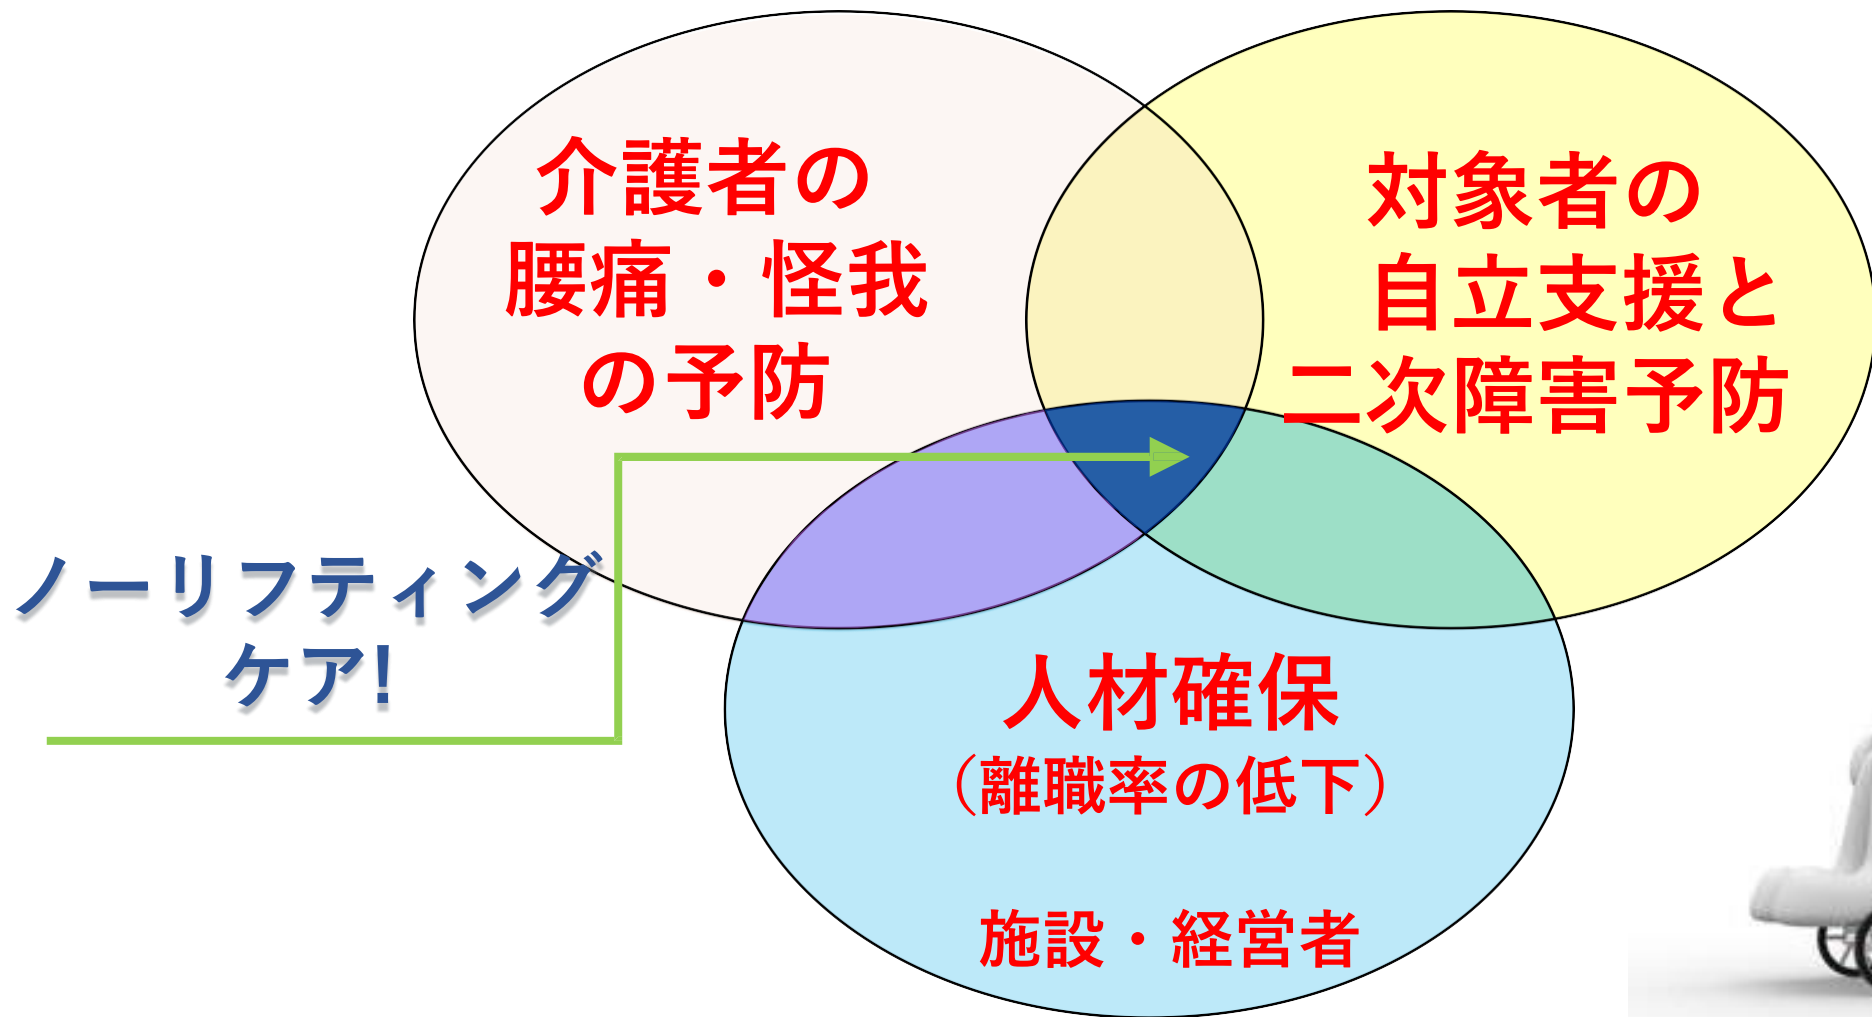 介護者の
腰痛・怪我
の予防
対象者の
自立支援と
二次障害予防
ノーリフティング
ケア!
人材確保
（離職率の低下）
施設・経営者